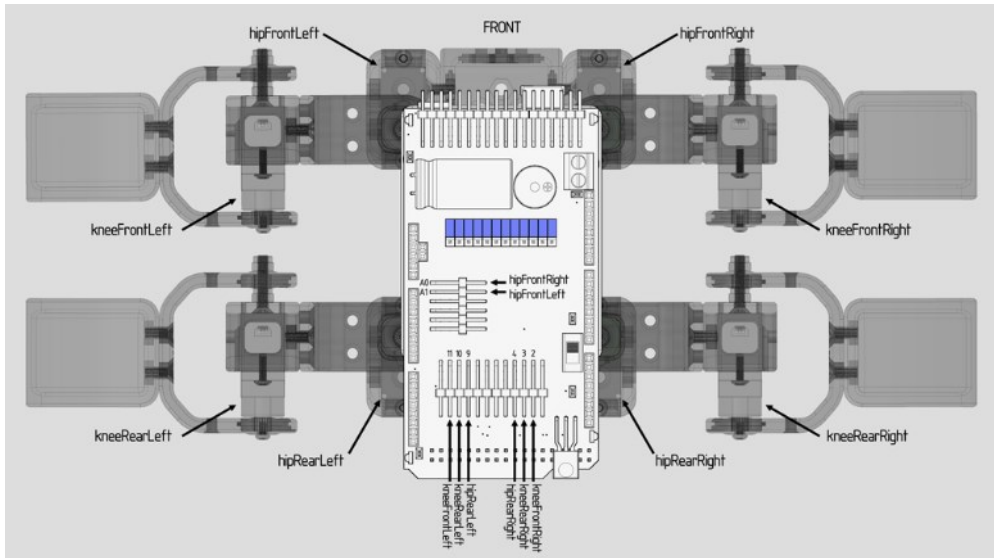 FRONT
hipFrontLeft
hipFrontRight
kneeFrontLeft
kneeFrontRight
A0
hipFrontRight
A1
hipFrontLeft
11 10 9 4 3 2
kneeRearLeft
kneeRearRight
hipRearLeft
hipRearRight
kneeFrontLeft
kneeRearLeft
hipRearLeft
hipRearRight
kneeRearRight
kneeFrontRight